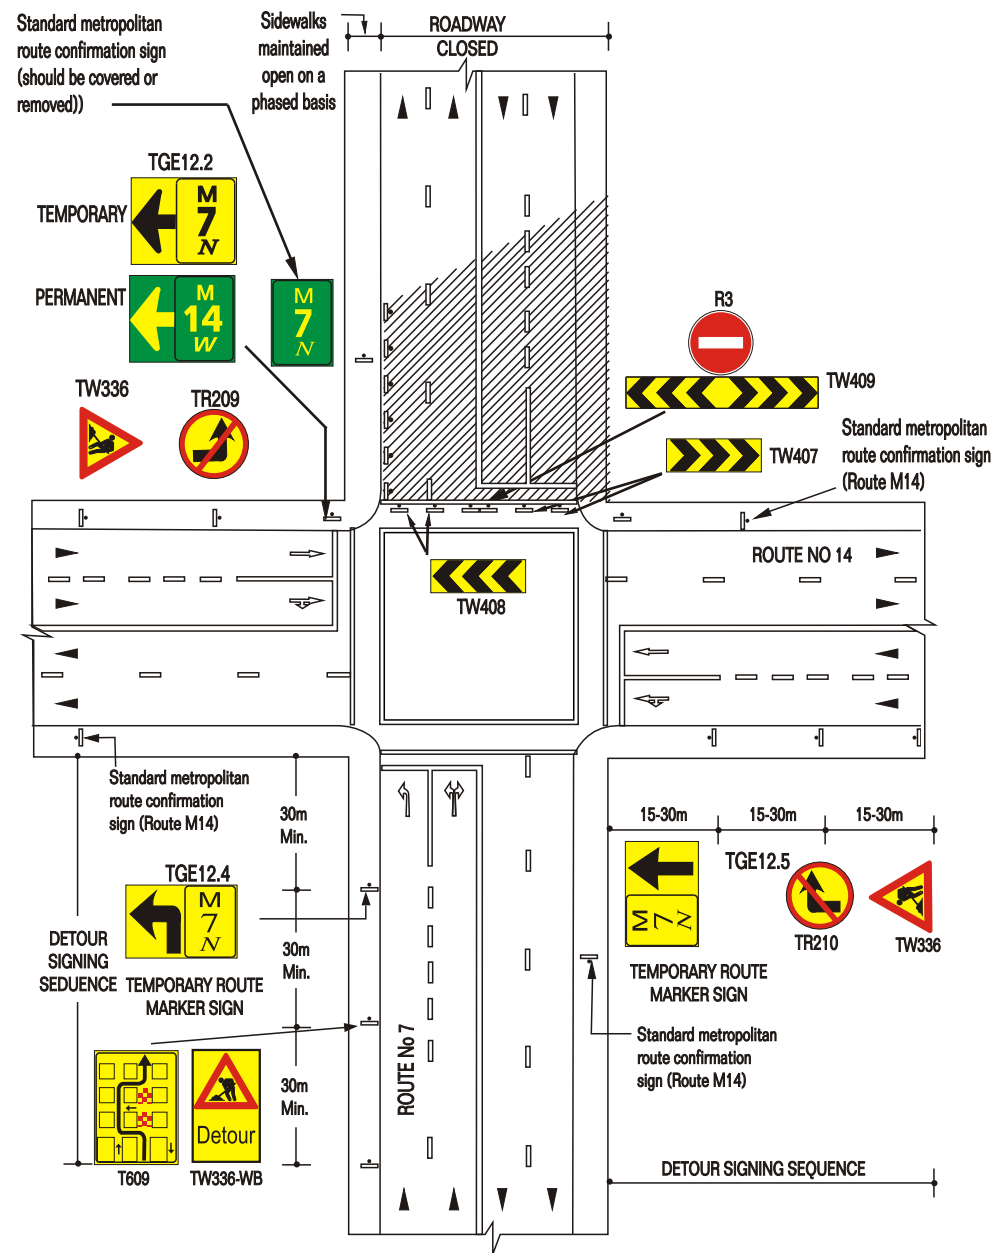 Standard metropolitan
route confirmation sign
(should be covered or
removed))
Sidewalks
maintained
open on a
phased basis
ROADWAY
CLOSED
TGE12.2
TEMPORARY
M
7
N
PERMANENT
M
14
W
M
7
N
TW336
TR209
R3
TW409
TW407
Standard metropolitan
route confirmation sign
(Route M14)
ROUTE NO 14
TW408
Standard metropolitan
route confirmation
sign (Route M14)
30m
Min.
15-30m
15-30m
15-30m
TGE12.4
M
7
N
TEMPORARY ROUTE
MARKER SIGN
DETOUR
SIGNING
SEDUENCE
30m
Min.
TGE12.5
M
7
N
TR210
TW336
TEMPORARY ROUTE
MARKER SIGN
Standard metropolitan
route confirmation
sign (Route M14)
ROUTE No 7
30m
Min.
Detour
T609
TW336-WB
DETOUR SIGNING SEQUENCE